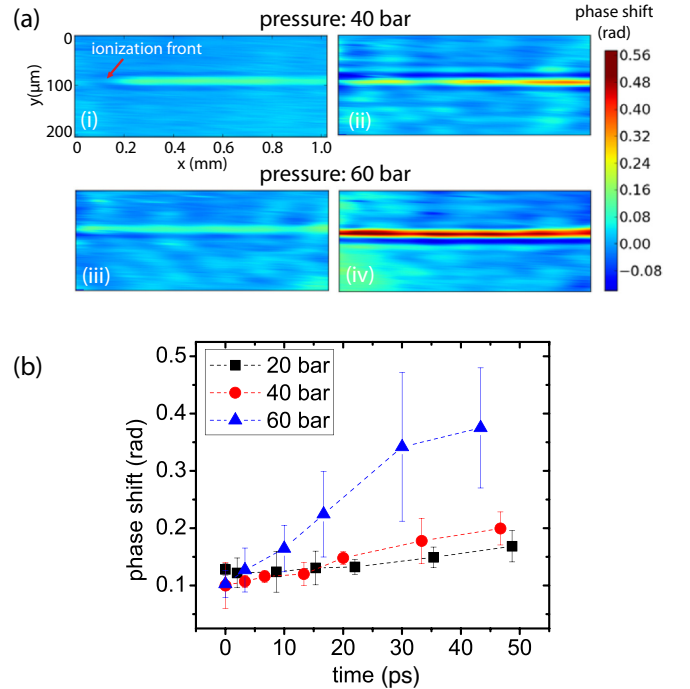 (a)
pressure: 40 bar
phase shift
(rad)
ionization front
0
100
200
y(μm)
(i)
(ii)
0 0.2 0.4 0.6 0.8 1.0
x (mm)
0.56
0.48
0.40
0.32
0.24
0.16
0.08
0.00
−0.08
pressure: 60 bar
(iii)
(iv)
(b)
20 bar
40 bar
60 bar
0.5
0.4
0.3
0.2
0.1
phase shift (rad)
0 10 20 30 40 50
time (ps)